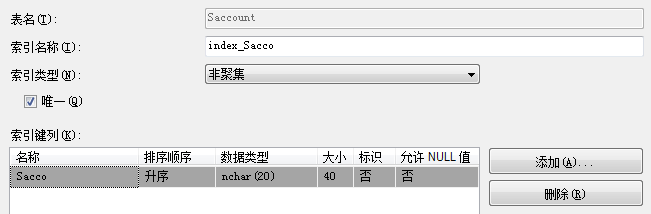 表名(T): Saccount
索引名称(I): index_Sacco
索引类型(N): 非聚集
唯一(Q)
索引键列(K):
名称 排序顺序 数据类型 大小 标识 允许 NULL 值
Sacco 升序 nchar(20) 40 否 否
添加(A)...
删除(R)